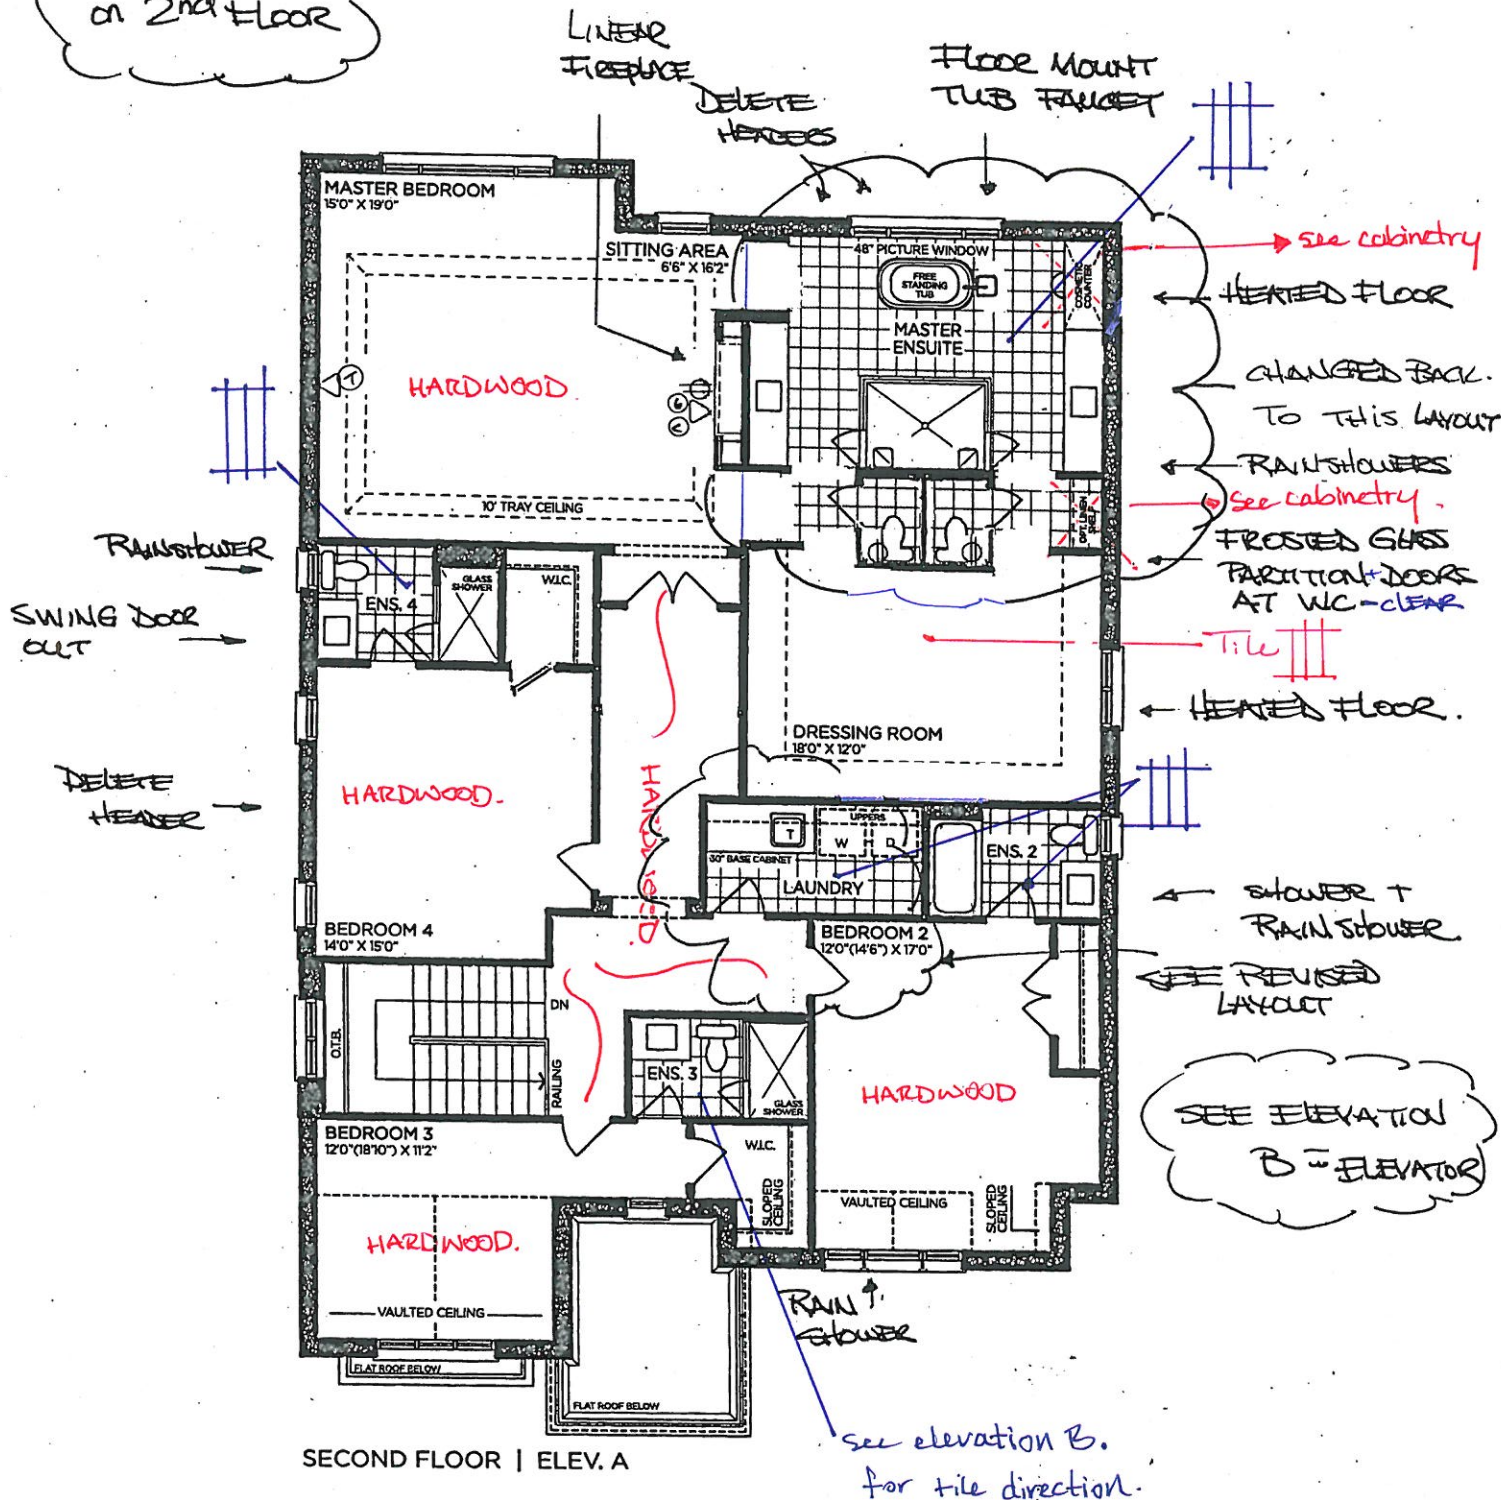 on 2nd FLOOR
LINEAR
FIREPLACE
DELETE
HEADERS
FLOOR MOUNT
TUB FAUCET
MASTER BEDROOM
15'0" X 19'0"
SITTING AREA
6'6" X 16'2"
48" PICTURE WINDOW
FREE
STANDING
TUB
COSMETIC
COUNTER
MASTER
ENSUITE
see cabinetry
HEATED FLOOR
CHANGED BACK.
TO THIS LAYOUT
RAINSHOWERS
see cabinetry.
FROSTED GLASS
PARTITION + DOORS
AT WC - CLEAR
HARDWOOD
T
10' TRAY CEILING
OPT. LINEN
SHELF
RAINSHOWER
SWING DOOR
OUT
ENS. 4
GLASS
SHOWER
W.I.C.
Tile
HEATED FLOOR.
DRESSING ROOM
18'0" X 12'0"
DELETE
HEADER
HARDWOOD.
HARDWOOD.
UPPERS
T
W
D
30" BASE CABINET
LAUNDRY
ENS. 2
SHOWER +
RAIN SHOWER
SEE REVISED
LAYOUT
BEDROOM 4
14'0" X 15'0"
BEDROOM 2
12'0"(14'6") X 17'0"
DN
O.T.B.
RAILING
ENS. 3
GLASS
SHOWER
HARDWOOD
SEE ELEVATION
B = ELEVATOR
BEDROOM 3
12'0"(18'10") X 11'2"
W.I.C.
SLOPED
CEILING
VAULTED CEILING
SLOPED
CEILING
HARDWOOD.
VAULTED CEILING
RAIN
SHOWER
FLAT ROOF BELOW
FLAT ROOF BELOW
SECOND FLOOR | ELEV. A
see elevation B.
for tile direction.